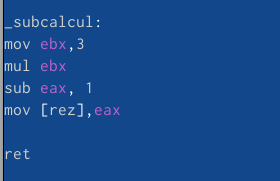 _subcalcul:
mov ebx,3
mul ebx
sub eax, 1
mov [rez],eax
ret